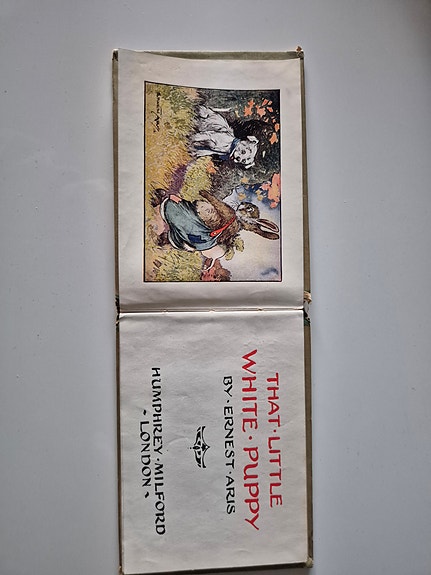 THAT · LITTLE
WHITE · PUPPY
BY · ERNEST · ARIS
HUMPHREY · MILFORD
· LONDON ·